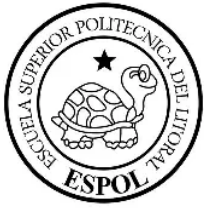 ESCUELA SUPERIOR POLITECNICA DEL LITORAL
ESPOL